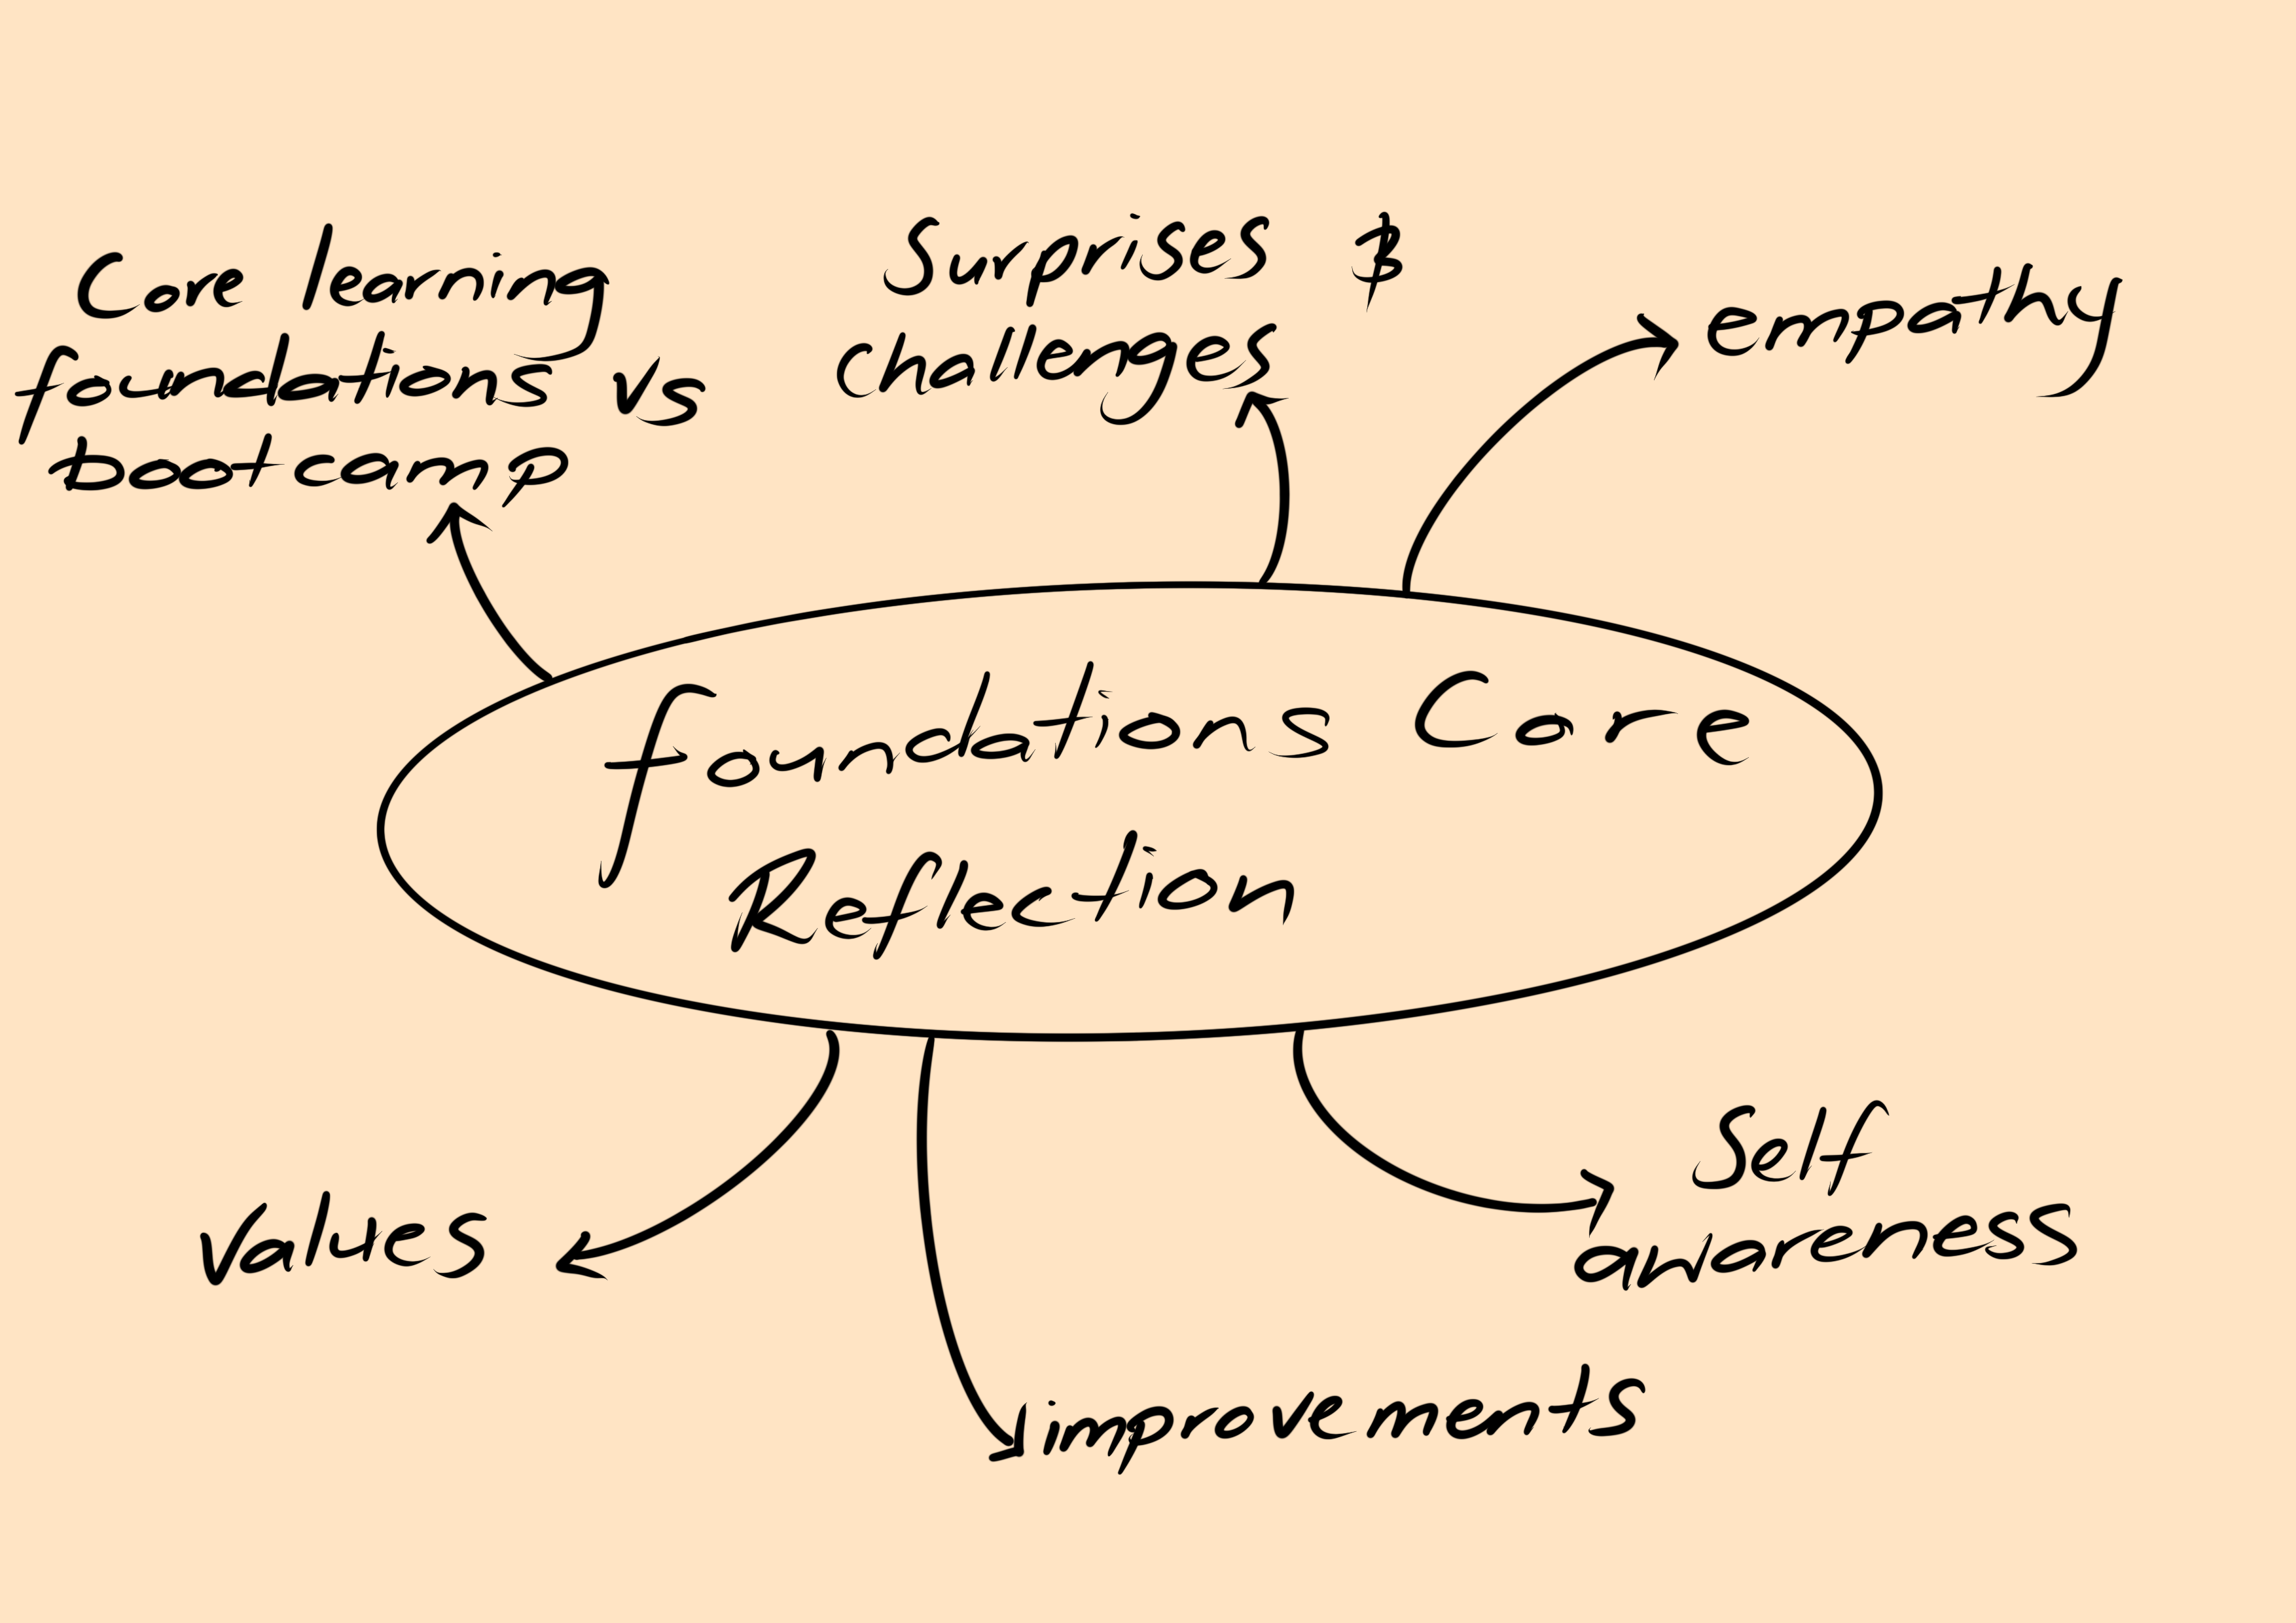 Core learning
foundations vs
bootcamp
Surprises &
challenges
empathy
foundations Core
Reflection
Values
improvements
Self
awareness